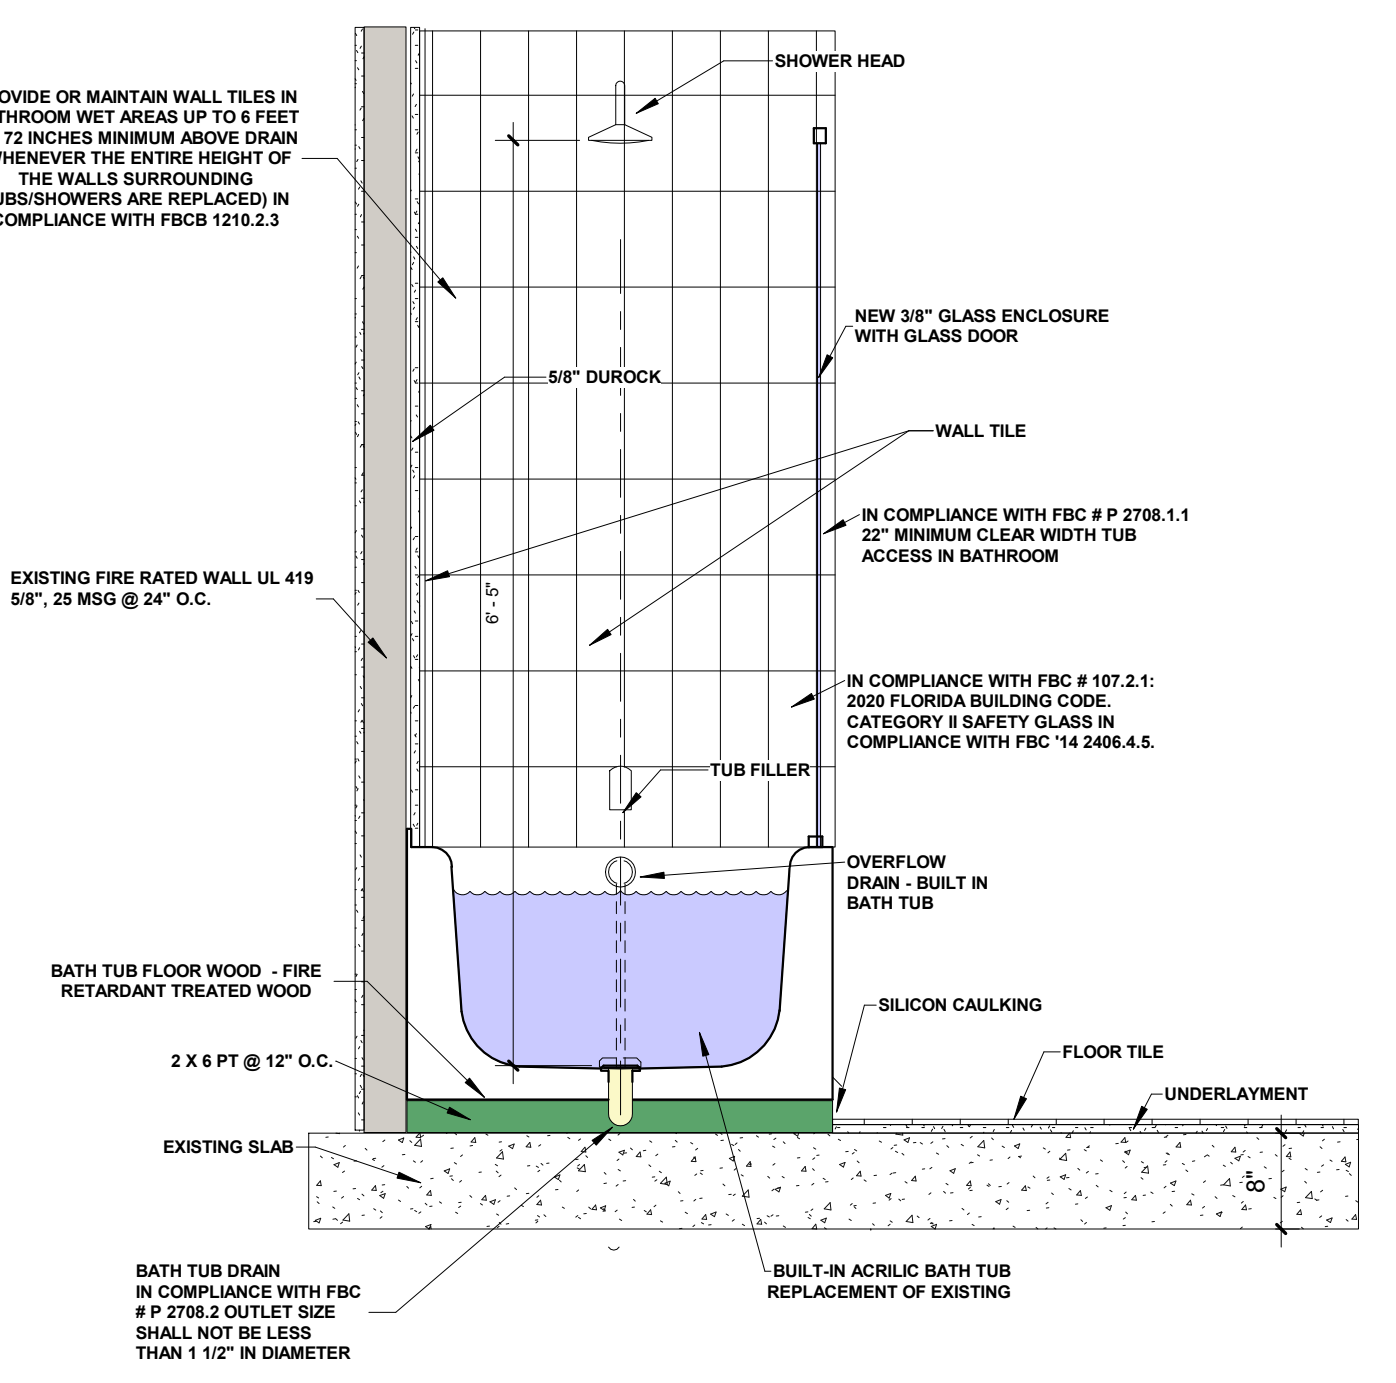 SHOWER HEAD
OVIDE OR MAINTAIN WALL TILES IN
THROOM WET AREAS UP TO 6 FEET
72 INCHES MINIMUM ABOVE DRAIN
HENEVER THE ENTIRE HEIGHT OF
THE WALLS SURROUNDING
UBS/SHOWERS ARE REPLACED) IN
COMPLIANCE WITH FBCB 1210.2.3
NEW 3/8" GLASS ENCLOSURE
WITH GLASS DOOR
5/8" DUROCK
WALL TILE
IN COMPLIANCE WITH FBC # P 2708.1.1
22" MINIMUM CLEAR WIDTH TUB
ACCESS IN BATHROOM
EXISTING FIRE RATED WALL UL 419
5/8", 25 MSG @ 24" O.C.
6' - 5"
IN COMPLIANCE WITH FBC # 107.2.1:
2020 FLORIDA BUILDING CODE.
CATEGORY II SAFETY GLASS IN
COMPLIANCE WITH FBC '14 2406.4.5.
TUB FILLER
OVERFLOW
DRAIN - BUILT IN
BATH TUB
BATH TUB FLOOR WOOD - FIRE
RETARDANT TREATED WOOD
SILICON CAULKING
2 X 6 PT @ 12" O.C.
FLOOR TILE
UNDERLAYMENT
EXISTING SLAB
8"
BATH TUB DRAIN
IN COMPLIANCE WITH FBC
# P 2708.2 OUTLET SIZE
SHALL NOT BE LESS
THAN 1 1/2" IN DIAMETER
BUILT-IN ACRILIC BATH TUB
REPLACEMENT OF EXISTING